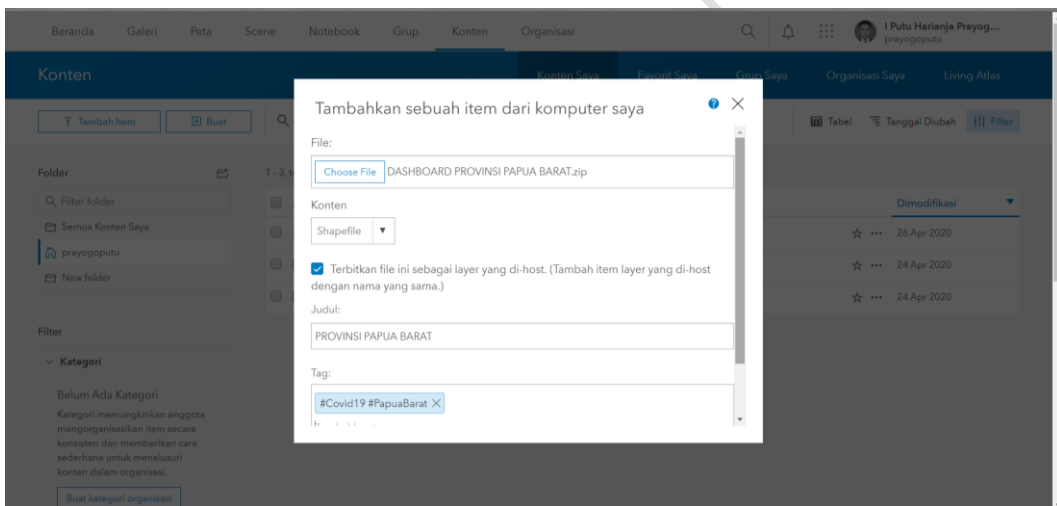 Beranda Galeri Peta Scene Notebook Grup Konten Organisasi I Putu Harianja Prayog...
prayogoputu
Konten Konten Saya Favorit Saya Grup Saya Organisasi Saya Living Atlas
Tambahkan sebuah item dari komputer saya
Tambah Item Buat Tabel Tanggal Diubah Filter
File:
Choose File DASHBOARD PROVINSI PAPUA BARAT.zip
Folder 1 - 3,
Filter folder Konten Dimodifikasi
Semua Konten Saya Shapefile 26 Apr 2020
prayogoputu 24 Apr 2020
Terbitkan file ini sebagai layer yang di-host. (Tambah item layer yang di-host
New folder dengan nama yang sama.) 24 Apr 2020
Judul:
Filter PROVINSI PAPUA BARAT
Kategori
Tag:
Belum Ada Kategori #Covid19 #PapuaBarat
Kategori memungkinkan anggota
mengorganisasikan item secara
konsisten dan memberikan cara
sederhana untuk menelusuri
konten dalam organisasi.
Buat kategori organisasi